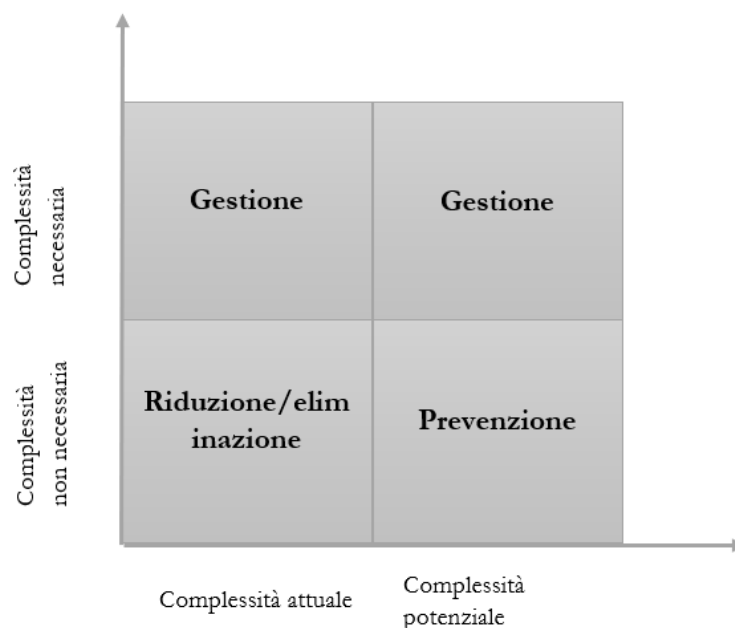 Complessità
necessaria
Gestione
Gestione
Complessità
non necessaria
Riduzione/elim
inazione
Prevenzione
Complessità attuale
Complessità
potenziale